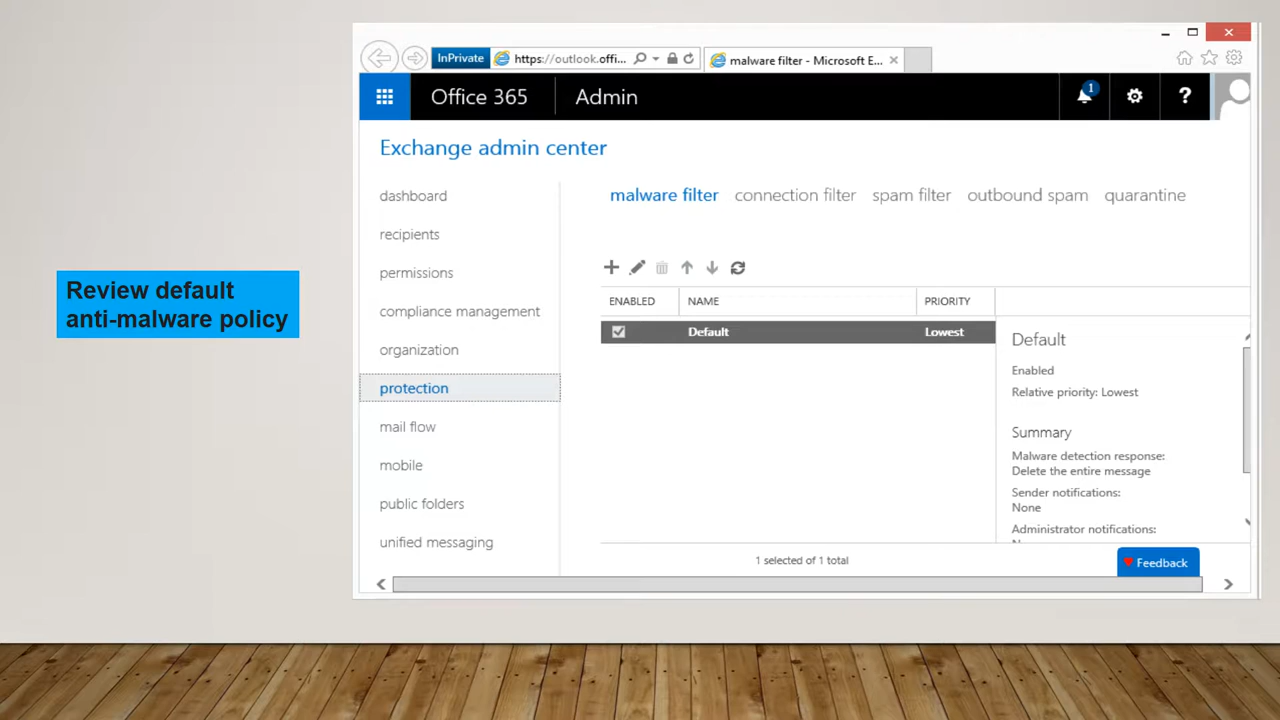 InPrivate
https://outlook.offi...
malware filter - Microsoft E...
Office 365
Admin
1
?
Exchange admin center
dashboard
recipients
permissions
compliance management
organization
protection
mail flow
mobile
public folders
unified messaging
malware filter
connection filter
spam filter
outbound spam
quarantine
ENABLED
NAME
PRIORITY
Default
Lowest
Default
Enabled
Relative priority: Lowest
Summary
Malware detection response:
Delete the entire message
Sender notifications:
None
Administrator notifications:
1 selected of 1 total
Feedback
Review default
anti-malware policy